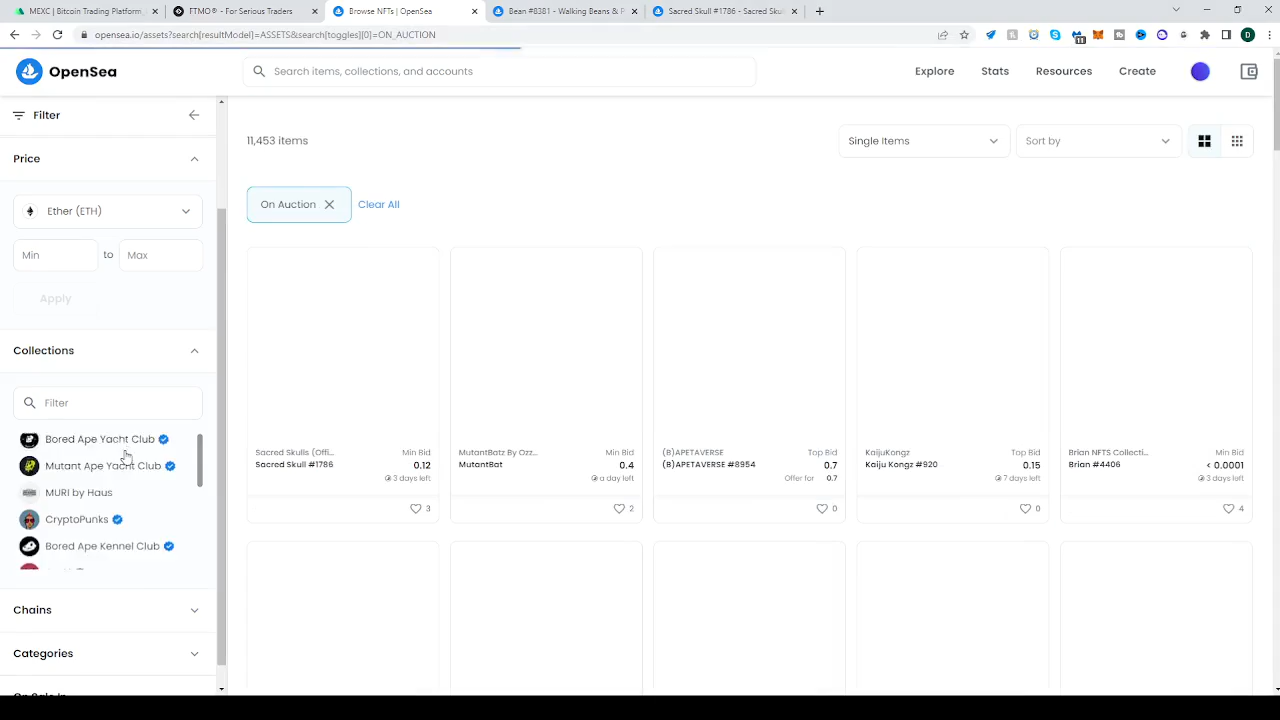 MEXC | Bitcoin Trading Platform,
FTMO® - For Serious Traders
Browse NFTs | OpenSea
Bean #8381 - Walking Beans & P
Sacred Skull #1786 - Sacred Sku
opensea.io/assets?search[resultModel]=ASSETS&search[toggles][0]=ON_AUCTION
11
D
OpenSea
Search items, collections, and accounts
Explore
Stats
Resources
Create
Filter
Price
Ether (ETH)
Min
to
Max
Apply
Collections
Filter
Bored Ape Yacht Club
Mutant Ape Yacht Club
MURI by Haus
CryptoPunks
Bored Ape Kennel Club
Chains
Categories
On Sale In
11,453 items
Single Items
Sort by
On Auction
Clear All
Sacred Skulls (Offi... Min Bid
Sacred Skull #1786 0.12
3 days left
3
MutantBatz By Ozz... Min Bid
MutantBat 0.4
a day left
2
(B)APETAVERSE Top Bid
(B)APETAVERSE #8954 0.7
Offer for 0.7
0
KaijuKongz Top Bid
Kaiju Kongz #920 0.15
7 days left
0
Brian NFTS Collecti... Min Bid
Brian #4406 < 0.0001
3 days left
4